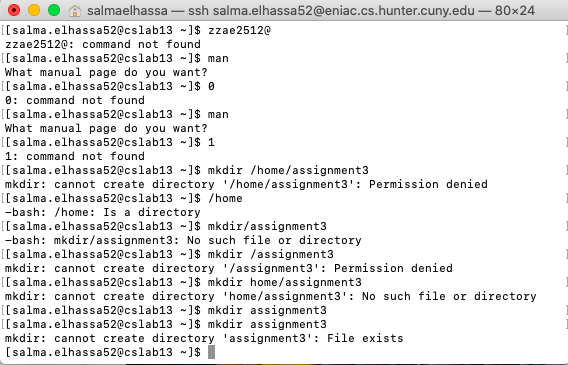 salmaelhassa — ssh salma.elhassa52@eniac.cs.hunter.cuny.edu — 80×24
[[salma.elhassa52@cslab13 ~]$ zzae2512@ ]
zzae2512@: command not found
[[salma.elhassa52@cslab13 ~]$ man ]
What manual page do you want?
[[salma.elhassa52@cslab13 ~]$ 0 ]
0: command not found
[[salma.elhassa52@cslab13 ~]$ man ]
What manual page do you want?
[[salma.elhassa52@cslab13 ~]$ 1 ]
1: command not found
[[salma.elhassa52@cslab13 ~]$ mkdir /home/assignment3 ]
mkdir: cannot create directory '/home/assignment3': Permission denied
[[salma.elhassa52@cslab13 ~]$ /home ]
-bash: /home: Is a directory
[[salma.elhassa52@cslab13 ~]$ mkdir/assignment3 ]
-bash: mkdir/assignment3: No such file or directory
[[salma.elhassa52@cslab13 ~]$ mkdir /assignment3 ]
mkdir: cannot create directory '/assignment3': Permission denied
[[salma.elhassa52@cslab13 ~]$ mkdir home/assignment3 ]
mkdir: cannot create directory 'home/assignment3': No such file or directory
[[salma.elhassa52@cslab13 ~]$ mkdir assignment3 ]
[[salma.elhassa52@cslab13 ~]$ mkdir assignment3 ]
mkdir: cannot create directory 'assignment3': File exists
[salma.elhassa52@cslab13 ~]$